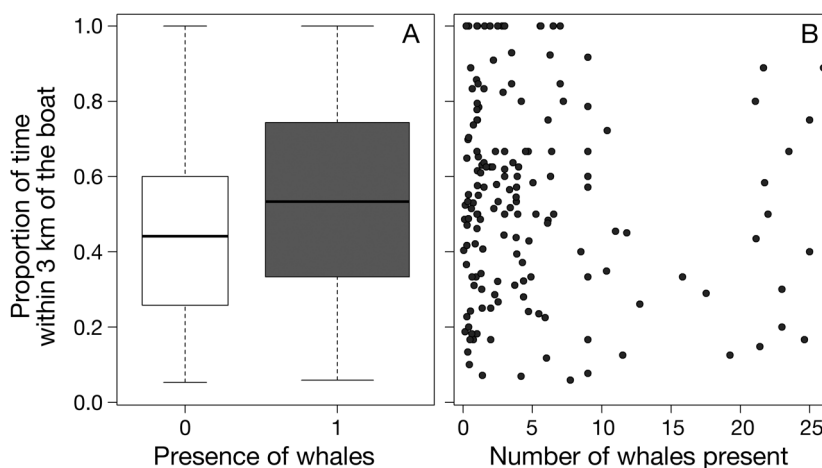 Proportion of time
within 3 km of the boat
1.0
0.8
0.6
0.4
0.2
0.0
A
0 1
Presence of whales
B
0 5 10 15 20 25
Number of whales present